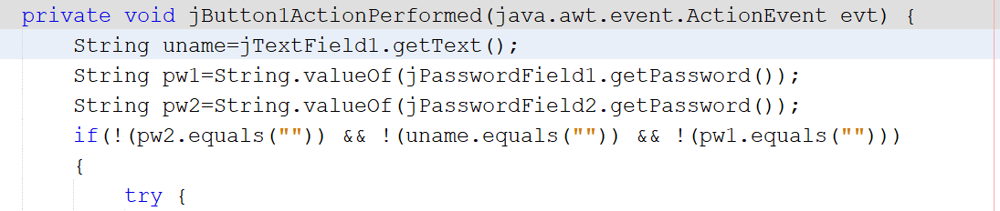 private void jButton1ActionPerformed(java.awt.event.ActionEvent evt) {
String uname=jTextField1.getText();
String pw1=String.valueOf(jPasswordField1.getPassword());
String pw2=String.valueOf(jPasswordField2.getPassword());
if(!(pw2.equals("")) && !(uname.equals("")) && !(pw1.equals("")))
{
try {